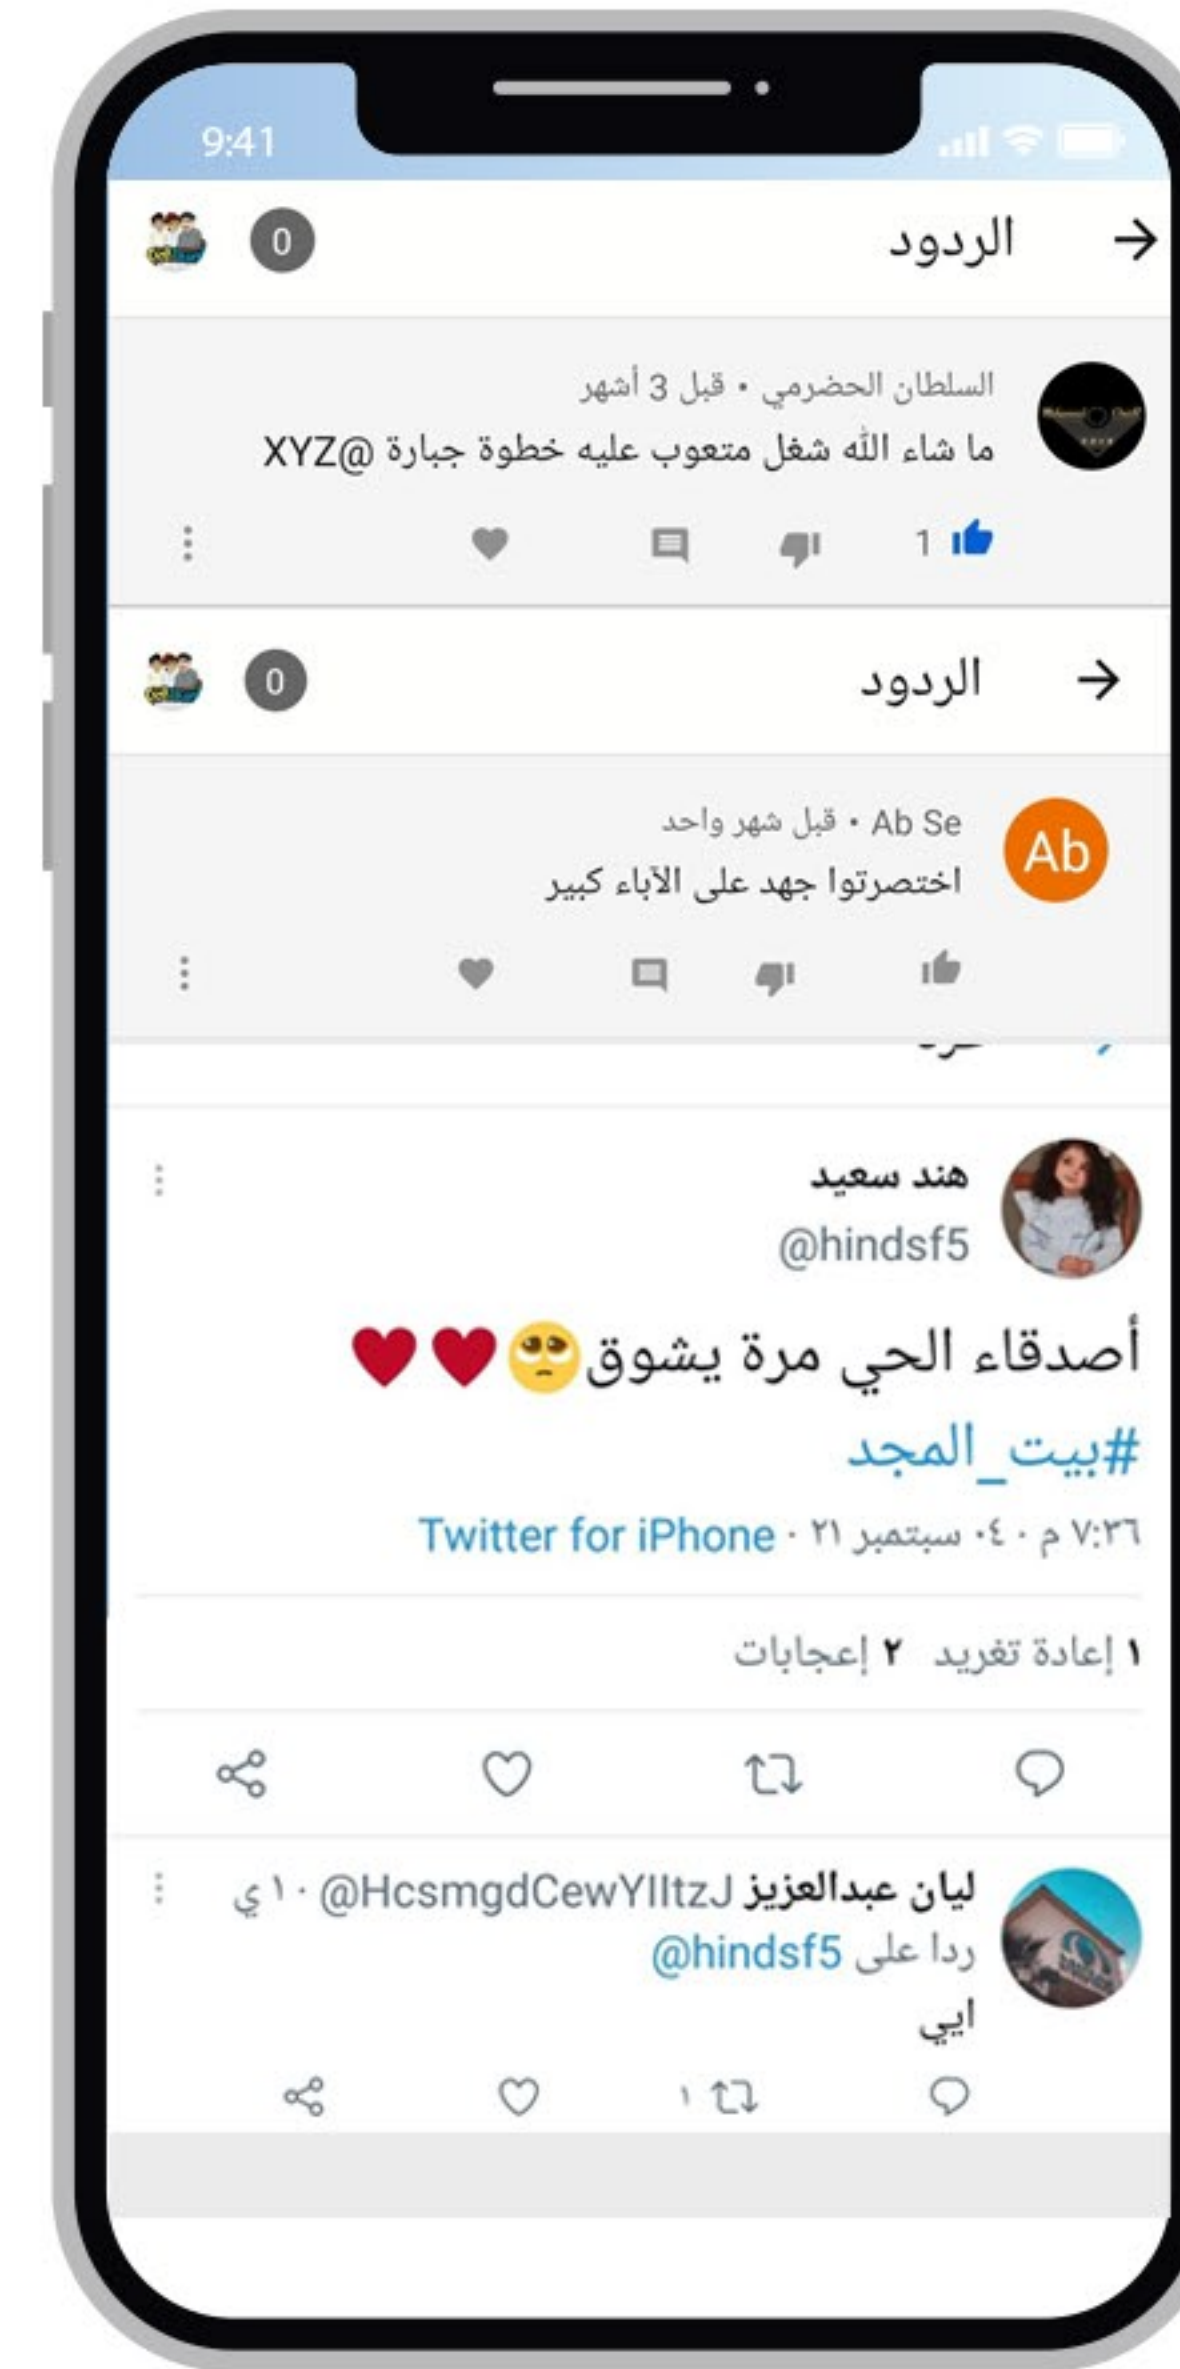 9:41
الردود
0
السلطان الحضرمي • قبل 3 أشهر
ما شاء الله شغل متعوب عليه خطوة جبارة @XYZ
1
الردود
0
Ab
Ab Se • قبل شهر واحد
اختصرتوا جهد على الآباء كبير
هند سعيد
@hindsf5
أصدقاء الحي مرة يشوق🥺♥♥
#بيت_المجد
٧:٣٦ م · ٠٤ سبتمبر ٢١ · Twitter for iPhone
١ إعادة تغريد ٢ إعجابات
ليان عبدالعزيز @HcsmgdCewYIItzJ · ١٠ي
ردا على @hindsf5
ايي
١